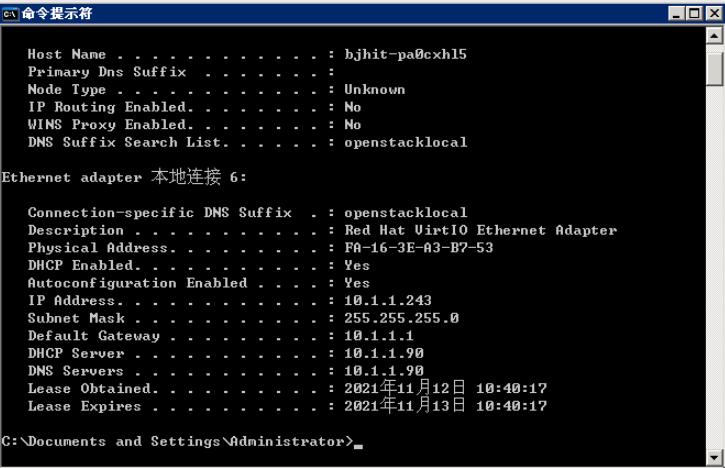 命令提示符
Host Name . . . . . . . . . . . . : bjhit-pa0cxhl5
Primary Dns Suffix  . . . . . . . :
Node Type . . . . . . . . . . . . : Unknown
IP Routing Enabled. . . . . . . . : No
WINS Proxy Enabled. . . . . . . . : No
DNS Suffix Search List. . . . . . : openstacklocal
Ethernet adapter 本地连接 6:
Connection-specific DNS Suffix  . : openstacklocal
Description . . . . . . . . . . . : Red Hat VirtIO Ethernet Adapter
Physical Address. . . . . . . . . : FA-16-3E-A3-B7-53
DHCP Enabled. . . . . . . . . . . : Yes
Autoconfiguration Enabled . . . . : Yes
IP Address. . . . . . . . . . . . : 10.1.1.243
Subnet Mask . . . . . . . . . . . : 255.255.255.0
Default Gateway . . . . . . . . . : 10.1.1.1
DHCP Server . . . . . . . . . . . : 10.1.1.90
DNS Servers . . . . . . . . . . . : 10.1.1.90
Lease Obtained. . . . . . . . . . : 2021年11月12日 10:40:17
Lease Expires . . . . . . . . . . : 2021年11月13日 10:40:17
C:\Documents and Settings\Administrator>_